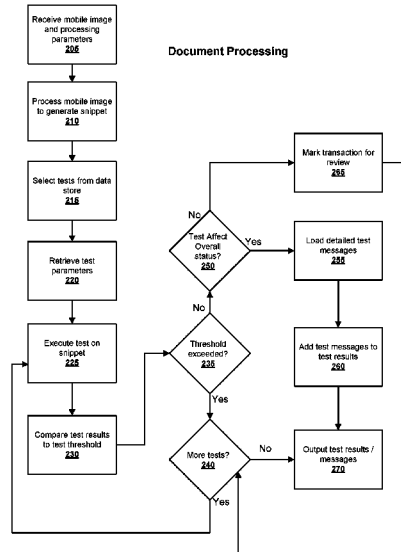 Document Processing
Receive mobile image
and processing
parameters
205
Process mobile image
to generate snippet
210
Select tests from data
store
215
Retrieve test
parameters
220
Execute test on
snippet
225
Compare test results
to test threshold
230
Threshold
exceeded?
235
No
Yes
More tests?
240
No
Yes
Test Affect
Overall
status?
250
No
Yes
Mark transaction for
review
265
Load detailed test
messages
255
Add test messages to
test results
260
Output test results /
messages
270